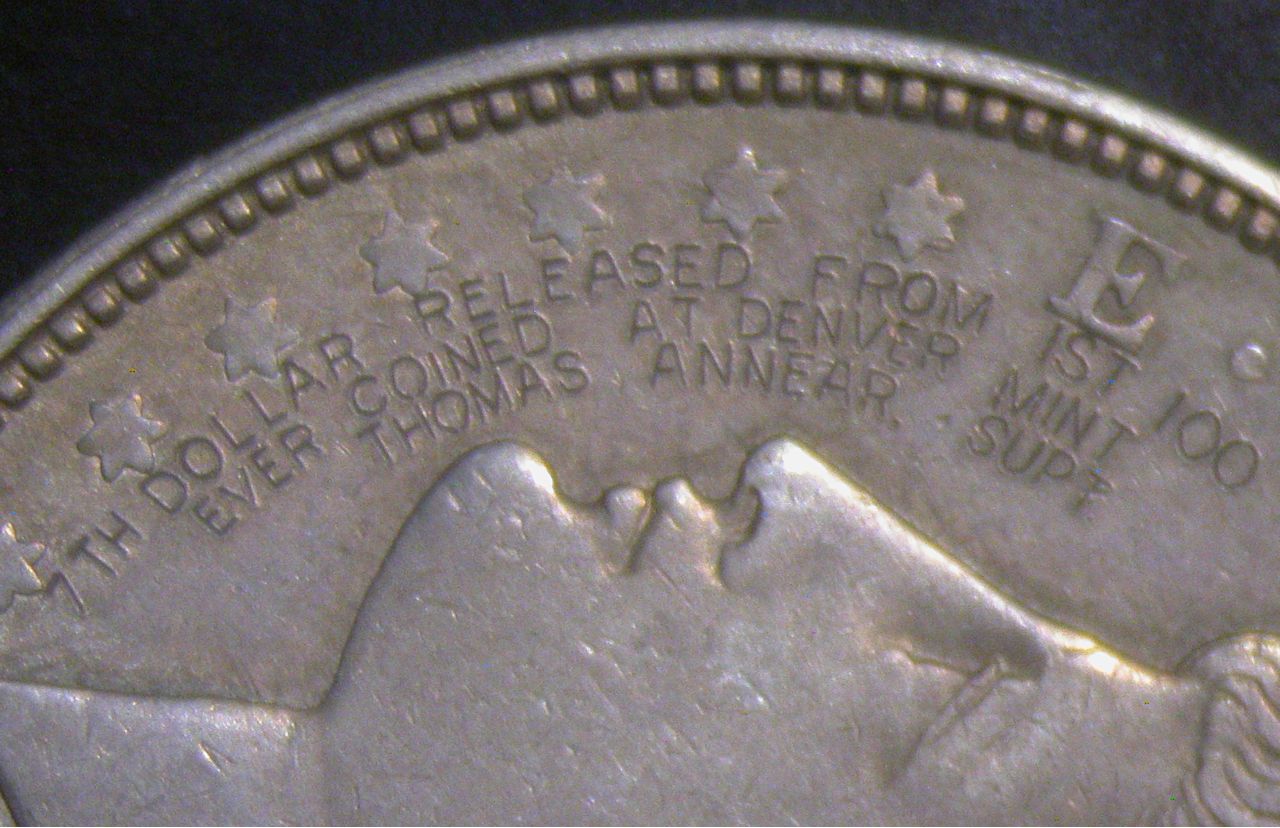 E
7TH DOLLAR RELEASED FROM 1ST 100
EVER COINED AT DENVER MINT
THOMAS ANNEAR. SUPT